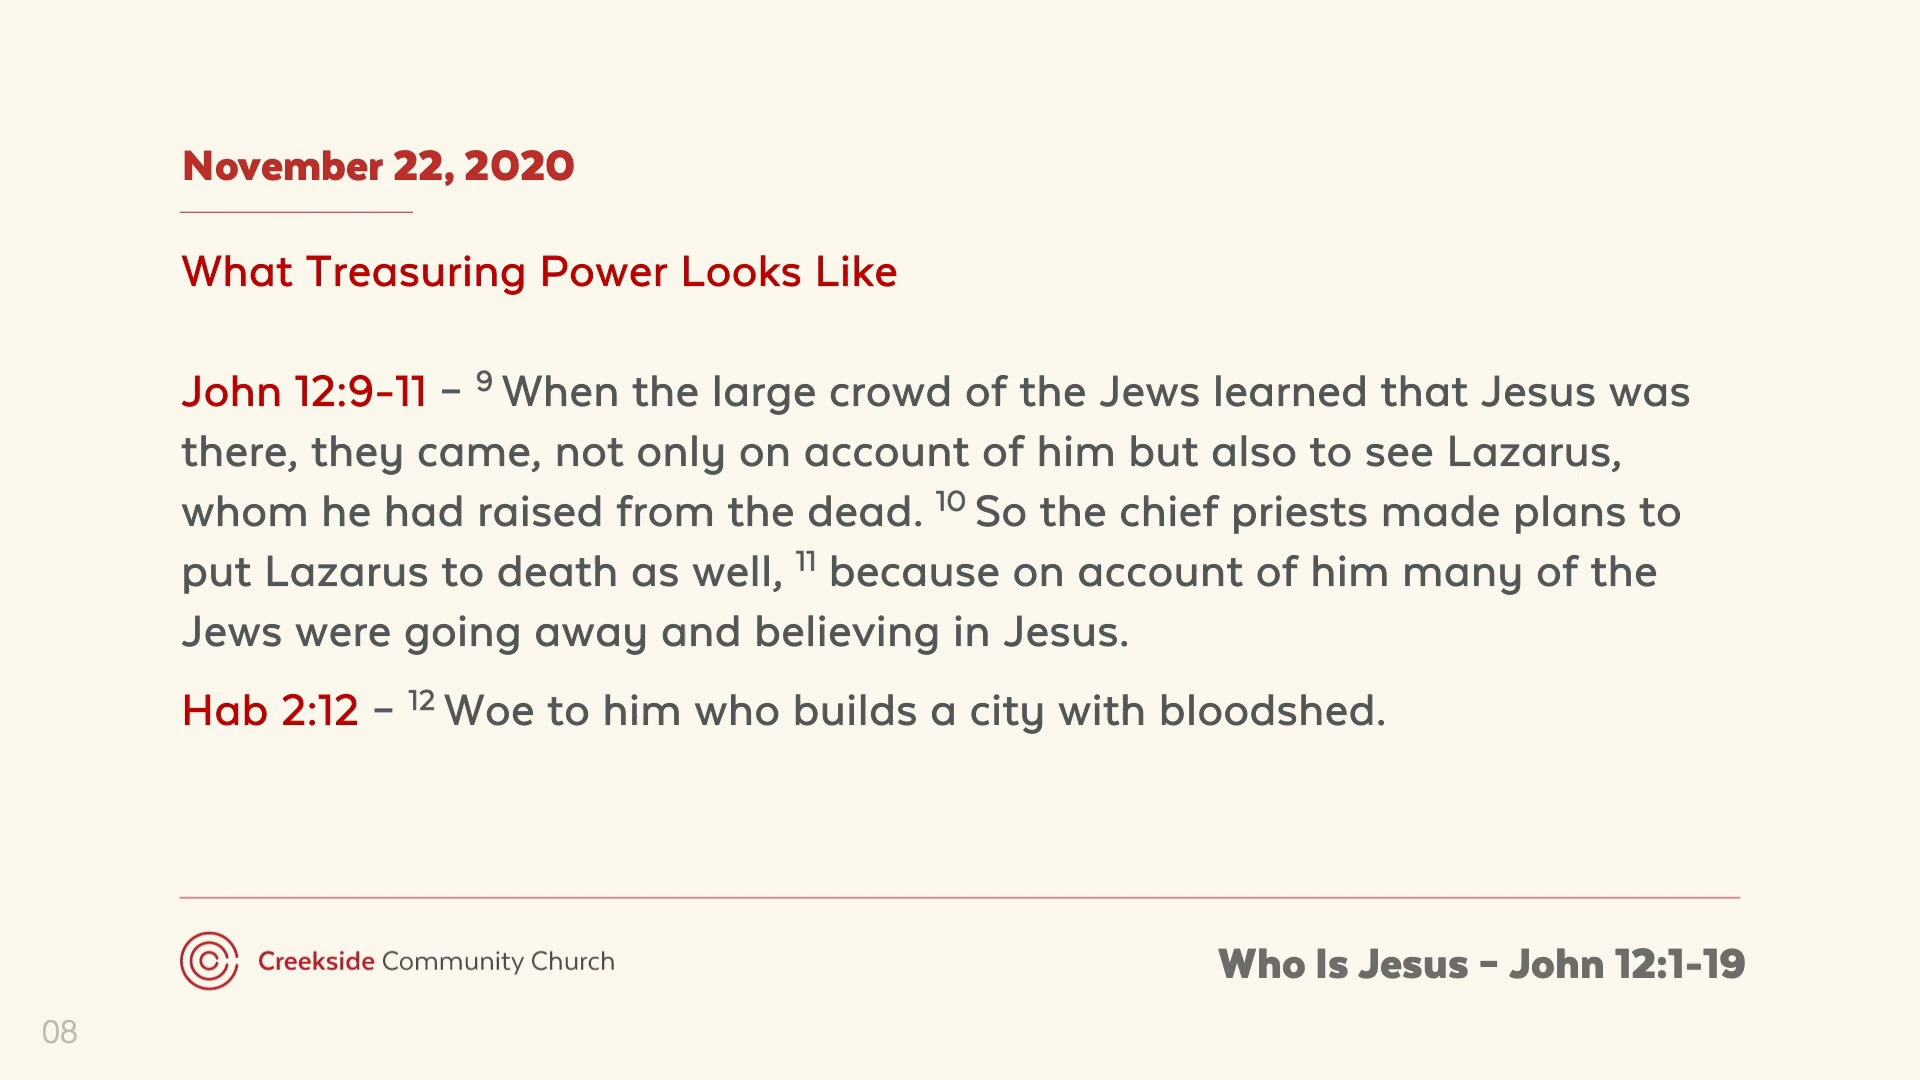 November 22, 2020
What Treasuring Power Looks Like
John 12:9-11 – 9 When the large crowd of the Jews learned that Jesus was
there, they came, not only on account of him but also to see Lazarus,
whom he had raised from the dead. 10 So the chief priests made plans to
put Lazarus to death as well, 11 because on account of him many of the
Jews were going away and believing in Jesus.
Hab 2:12 – 12 Woe to him who builds a city with bloodshed.
Creekside Community Church
Who Is Jesus – John 12:1-19
08